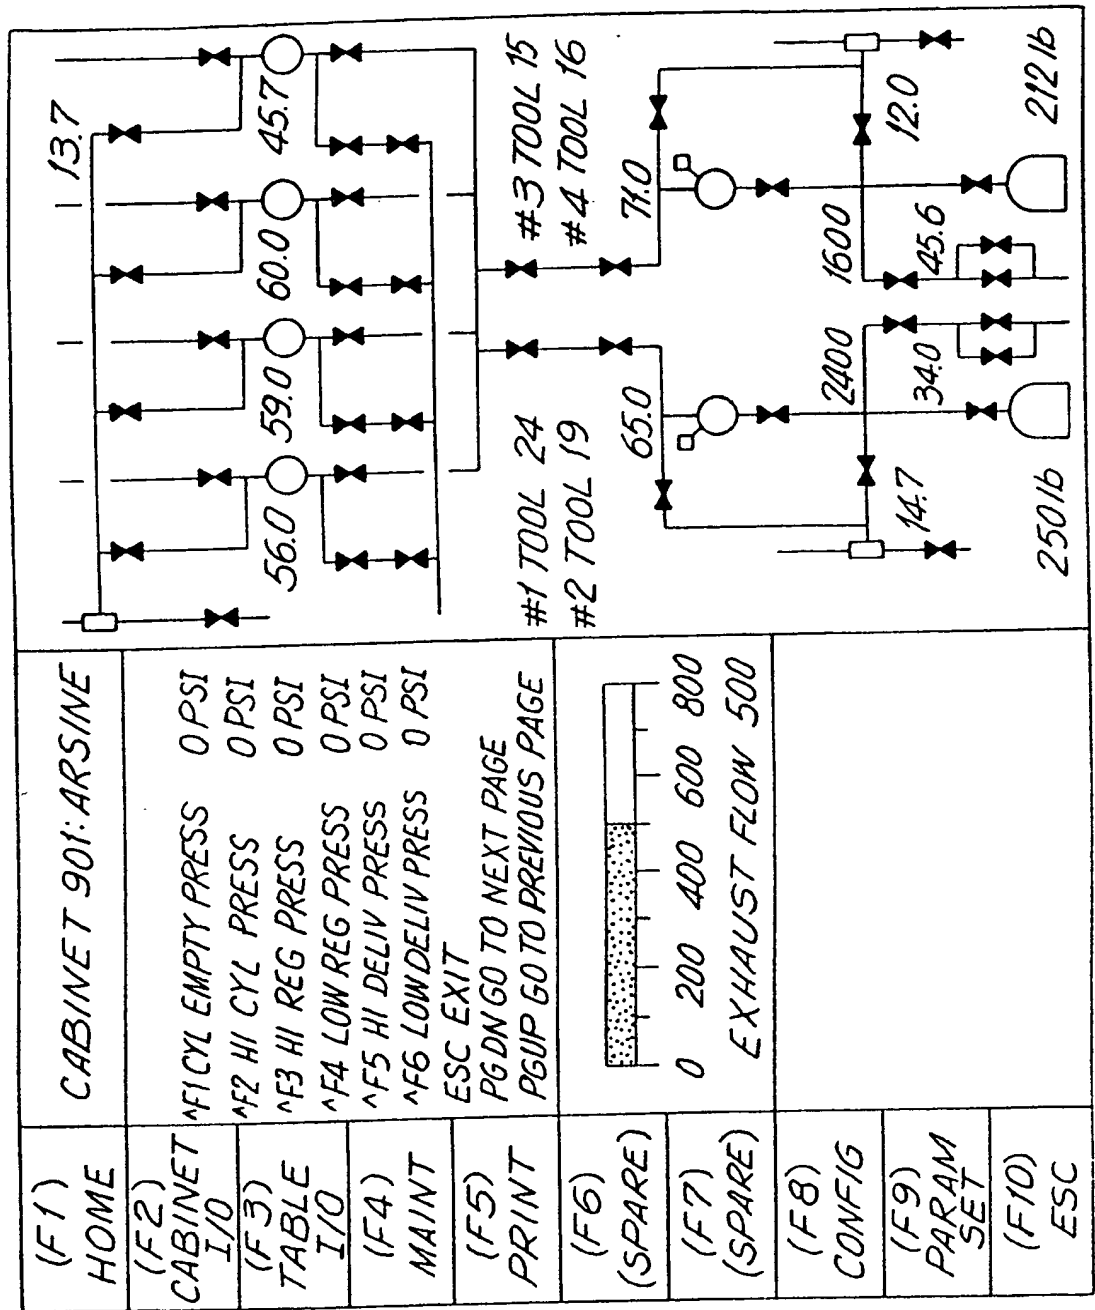 (F1)
HOME
(F2)
CABINET
I/O
(F3)
TABLE
I/O
(F4)
MAINT
(F5)
PRINT
(F6)
(SPARE)
(F7)
(SPARE)
(F8)
CONFIG
(F9)
PARAM
SET
(F10)
ESC
CABINET 901: ARSINE
^F1 CYL EMPTY PRESS 0 PSI
^F2 HI CYL PRESS 0 PSI
^F3 HI REG PRESS 0 PSI
^F4 LOW REG PRESS 0 PSI
^F5 HI DELIV PRESS 0 PSI
^F6 LOW DELIV PRESS 0 PSI
ESC EXIT
PGDN GO TO NEXT PAGE
PGUP GO TO PREVIOUS PAGE
0 200 400 600 800
EXHAUST FLOW 500
13.7
56.0 59.0 60.0 45.7
#1 TOOL 24 #3 TOOL 15
#2 TOOL 19 #4 TOOL 16
65.0 71.0
2400 1600
14.7 34.0 45.6 12.0
250 lb 212 lb